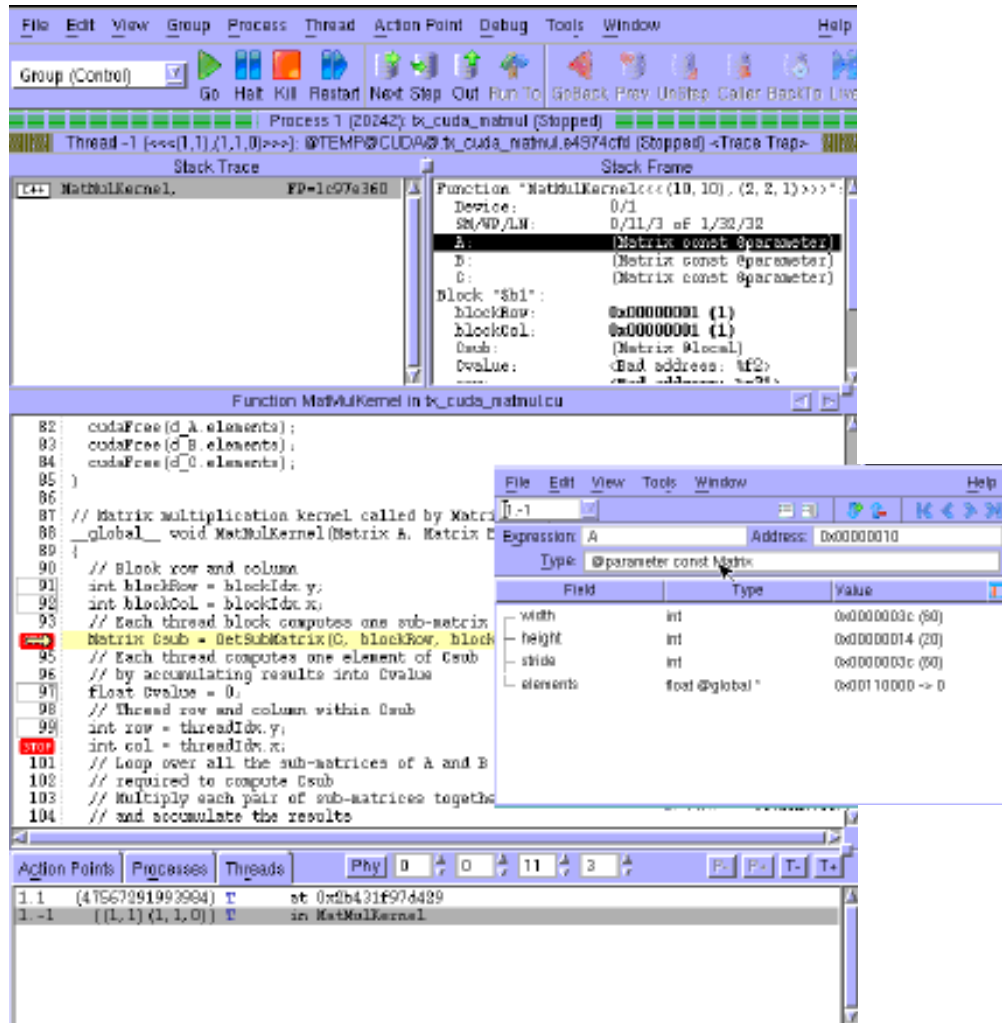 File Edit View Group Process Thread Action Point Debug Tools Window Help
Group (Control)
Go Halt Kill Restart Next Step Out Run To GoBack Prev UnStep Caller BackTo Live
Process 1 (20242): tx_cuda_matmul (Stopped)
Thread -1 (<<<(1,1),(1,1,0)>>>): @TEMP@CUDA@.tx_cuda_matmul.e4974cfd (Stopped) <Trace Trap>
Stack Trace
C++ MatMulKernel, FP=1c97e360
Stack Frame
Function "MatMulKernel<<<(10,10),(2,2,1)>>>":
Device: 0/1
SM/WP/LN: 0/11/3 of 1/32/32
A: (Matrix const @parameter)
B: (Matrix const @parameter)
C: (Matrix const @parameter)
Block "$b1":
blockRow: 0x00000001 (1)
blockCol: 0x00000001 (1)
Csub: (Matrix @local)
Cvalue: <Bad address: %f2>
Function MatMulKernel in tx_cuda_matmul.cu
82 cudaFree(d_A.elements);
83 cudaFree(d_B.elements);
84 cudaFree(d_C.elements);
85 }
86
87 // Matrix multiplication kernel called by Matri
88 __global__ void MatMulKernel(Matrix A, Matrix
89 {
90 // Block row and column
91 int blockRow = blockIdx.y;
92 int blockCol = blockIdx.x;
93 // Each thread block computes one sub-matrix
Matrix Csub = GetSubMatrix(C, blockRow, block
95 // Each thread computes one element of Csub
96 // by accumulating results into Cvalue
97 float Cvalue = 0;
98 // Thread row and column within Csub
99 int row = threadIdx.y;
STOP int col = threadIdx.x;
101 // Loop over all the sub-matrices of A and B
102 // required to compute Csub
103 // Multiply each pair of sub-matrices togethe
104 // and accumulate the results
File Edit View Tools Window Help
1.-1
Expression: A Address: 0x00000010
Type: @parameter const Matrix
Field Type Value
width int 0x0000003c (60)
height int 0x00000014 (20)
stride int 0x0000003c (60)
elements float @global * 0x00110000 -> 0
Action Points Processes Threads Phy 0 0 11 3 P- P+ T- T+
1.1 (47567291993984) T at 0x2b431f97d429
1.-1 ((1,1)(1,1,0)) T in MatMulKernel